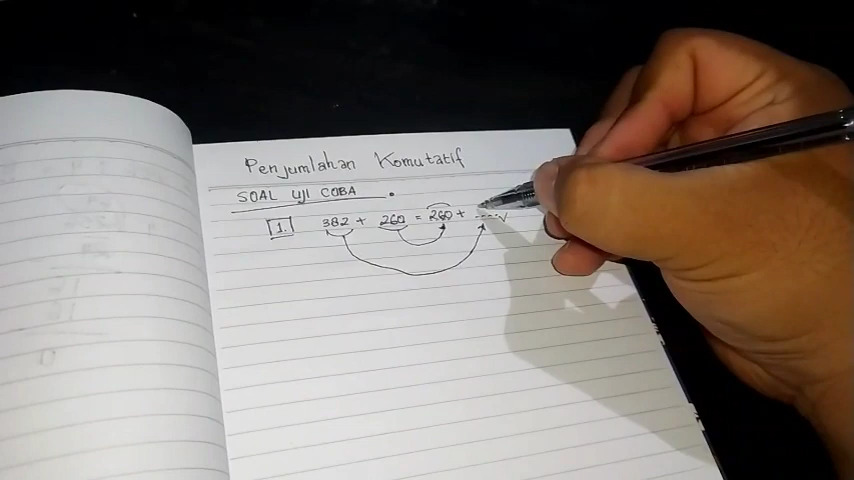 Penjumlahan Komutatif
SOAL UJI COBA .
1. 382 + 260 = 260 + .....